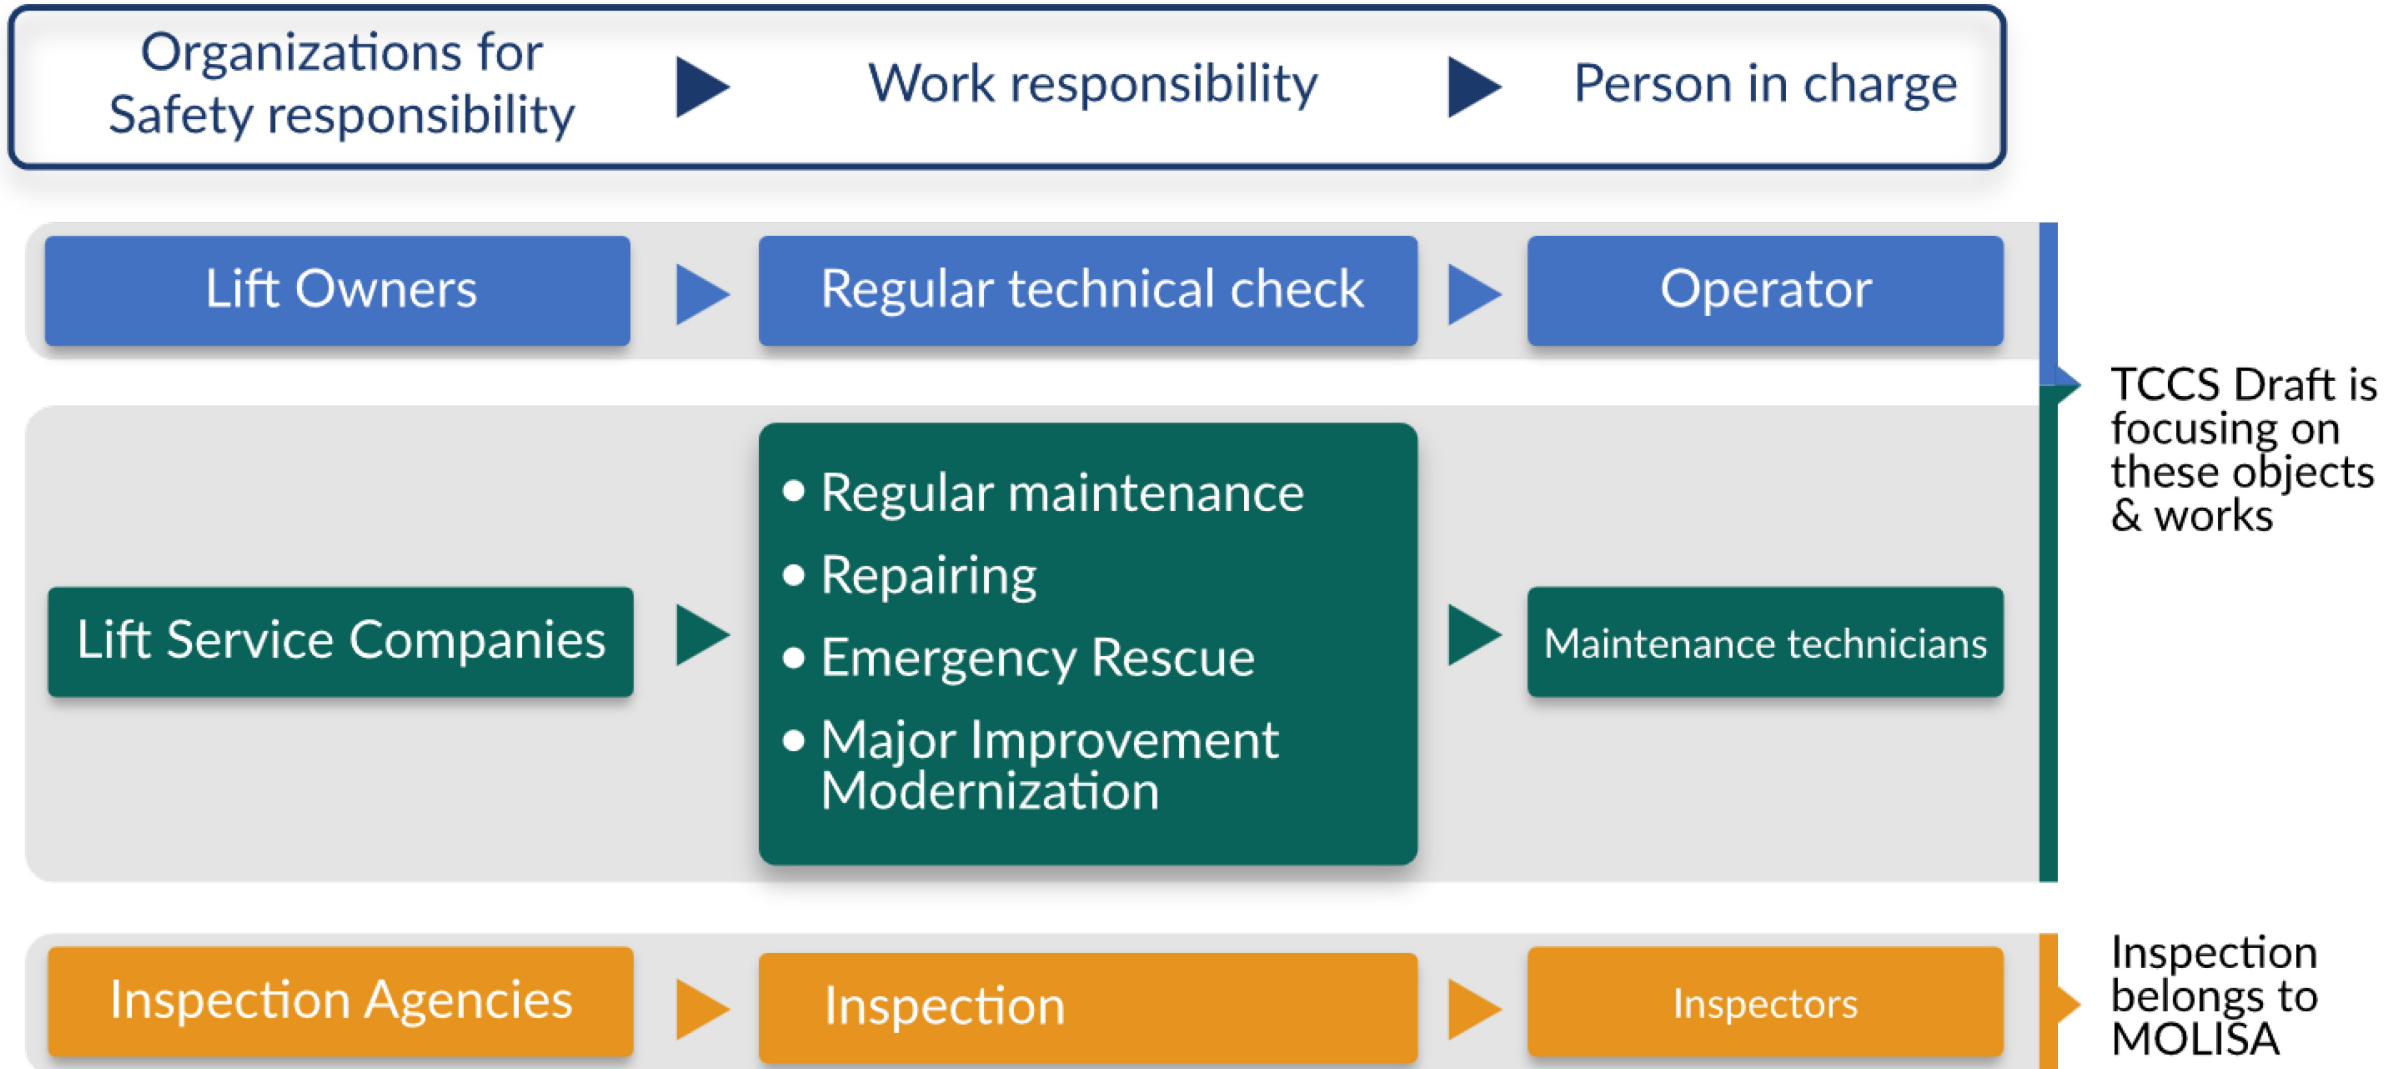 Organizations for
Safety responsibility
Work responsibility
Person in charge
Lift Owners
Regular technical check
Operator
TCCS Draft is
focusing on
these objects
& works
Lift Service Companies
• Regular maintenance
• Repairing
• Emergency Rescue
• Major Improvement
Modernization
Maintenance technicians
Inspection Agencies
Inspection
Inspectors
Inspection
belongs to
MOLISA